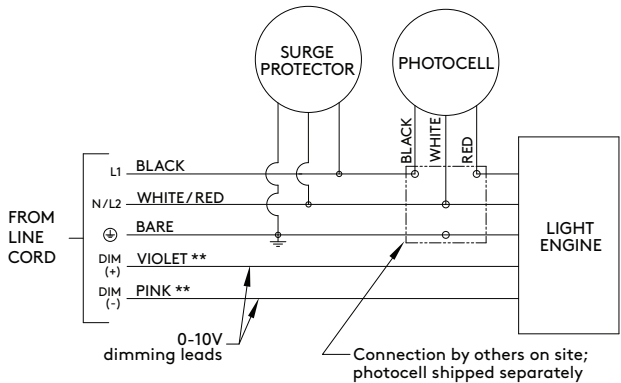 SURGE
PROTECTOR
PHOTOCELL
BLACK
WHITE
RED
FROM
LINE
CORD
L1 BLACK
N/L2 WHITE/RED
BARE
DIM
(+)
VIOLET **
DIM
(-)
PINK **
LIGHT
ENGINE
0-10V
dimming leads
Connection by others on site;
photocell shipped separately